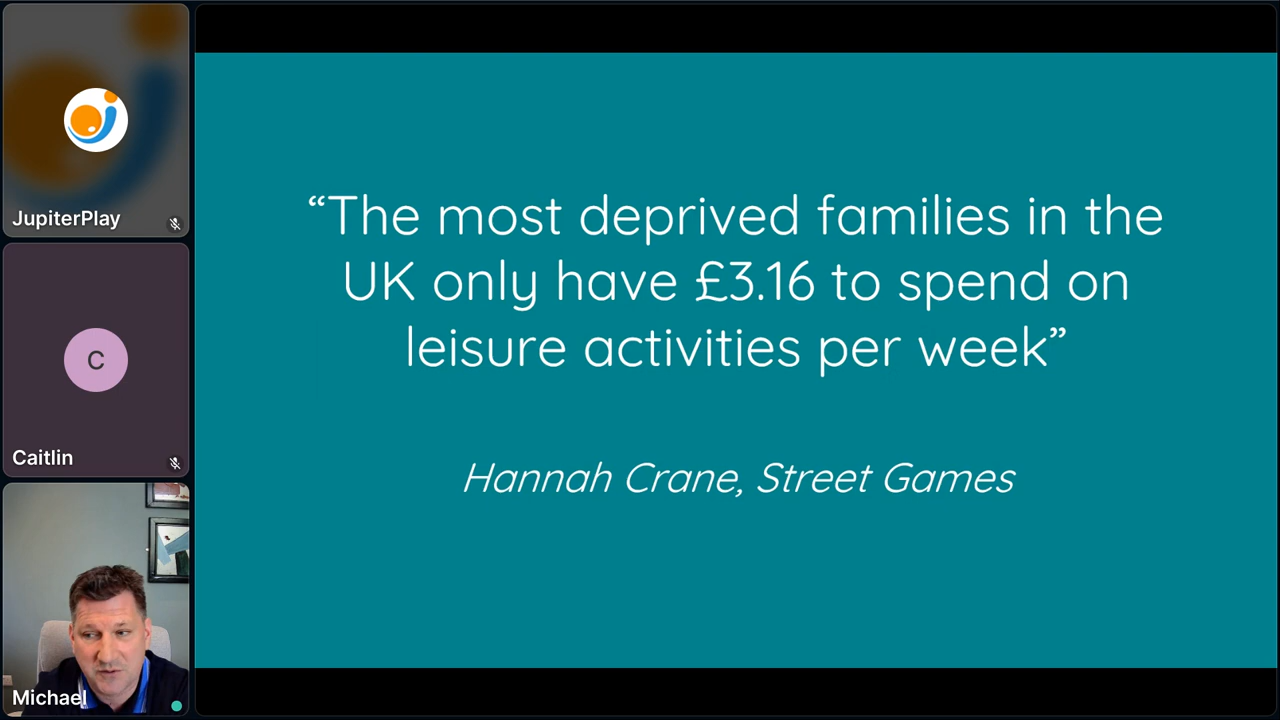 JupiterPlay
C
Caitlin
Michael
“The most deprived families in the
UK only have £3.16 to spend on
leisure activities per week”
Hannah Crane, Street Games